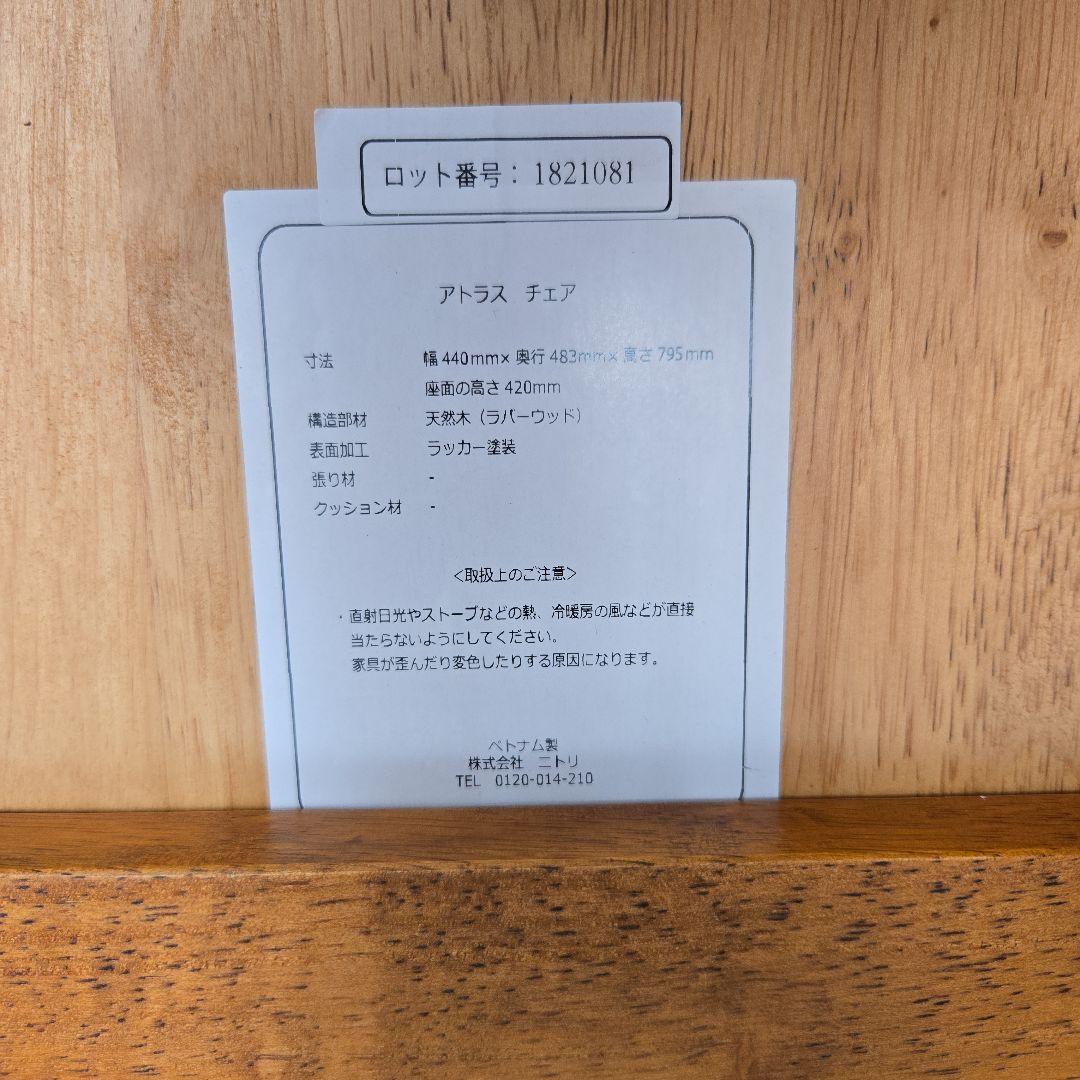 ロット番号： 1821081
アトラス　チェア
寸法　幅 440mm× 奥行 483mm× 高さ 795mm
座面の高さ 420mm
構造部材　天然木（ラバーウッド）
表面加工　ラッカー塗装
張り材　-
クッション材　-
＜取扱上のご注意＞
・直射日光やストーブなどの熱、冷暖房の風などが直接
当たらないようにしてください。
家具が歪んだり変色したりする原因になります。
ベトナム製
株式会社　ニトリ
TEL　0120-014-210